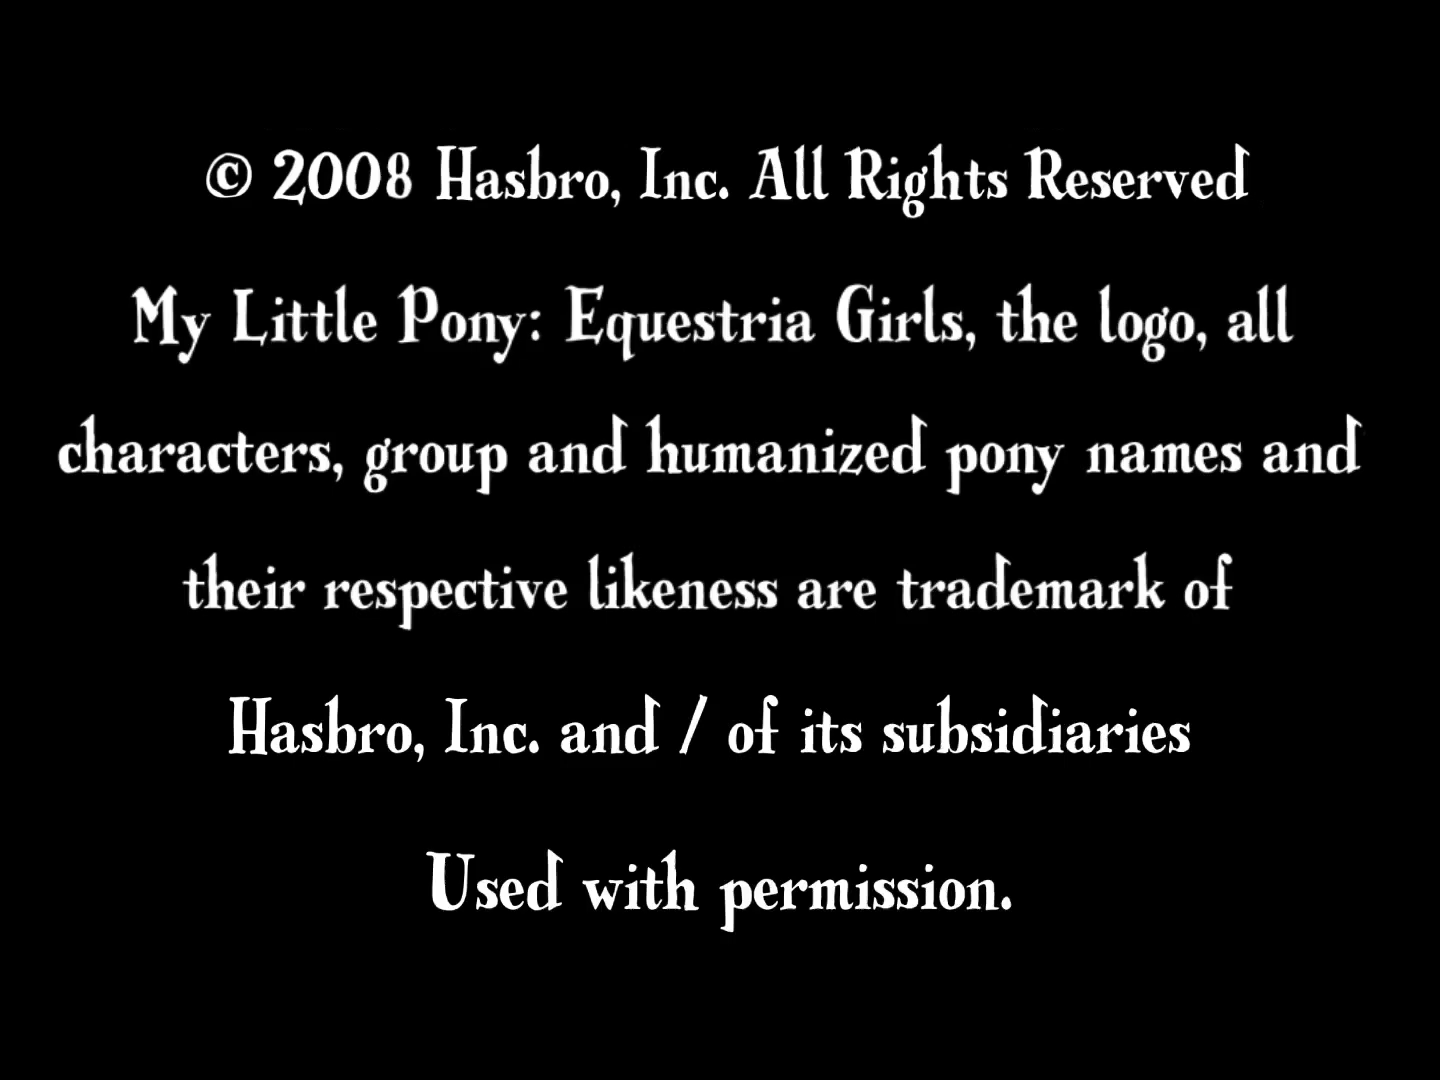 © 2008 Hasbro, Inc. All Rights Reserved
My Little Pony: Equestria Girls, the logo, all
characters, group and humanized pony names and
their respective likeness are trademark of
Hasbro, Inc. and / of its subsidiaries
Used with permission.